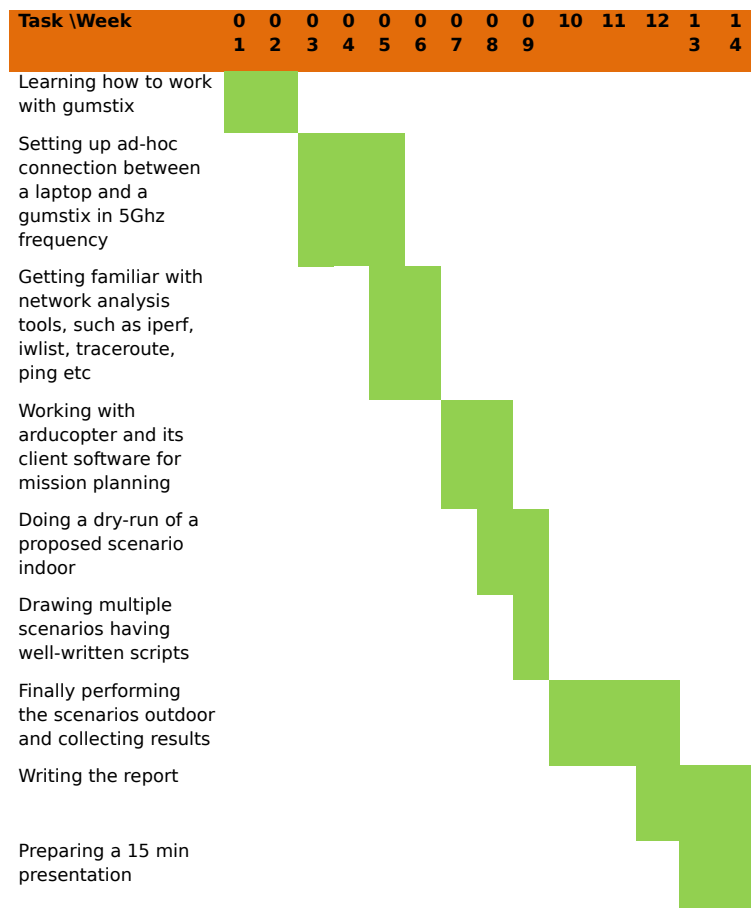 Task \Week 0 0 0 0 0 0 0 0 0 10 11 12 1 1
1 2 3 4 5 6 7 8 9 3 4
Learning how to work
with gumstix
Setting up ad-hoc
connection between
a laptop and a
gumstix in 5Ghz
frequency
Getting familiar with
network analysis
tools, such as iperf,
iwlist, traceroute,
ping etc
Working with
arducopter and its
client software for
mission planning
Doing a dry-run of a
proposed scenario
indoor
Drawing multiple
scenarios having
well-written scripts
Finally performing
the scenarios outdoor
and collecting results
Writing the report
Preparing a 15 min
presentation